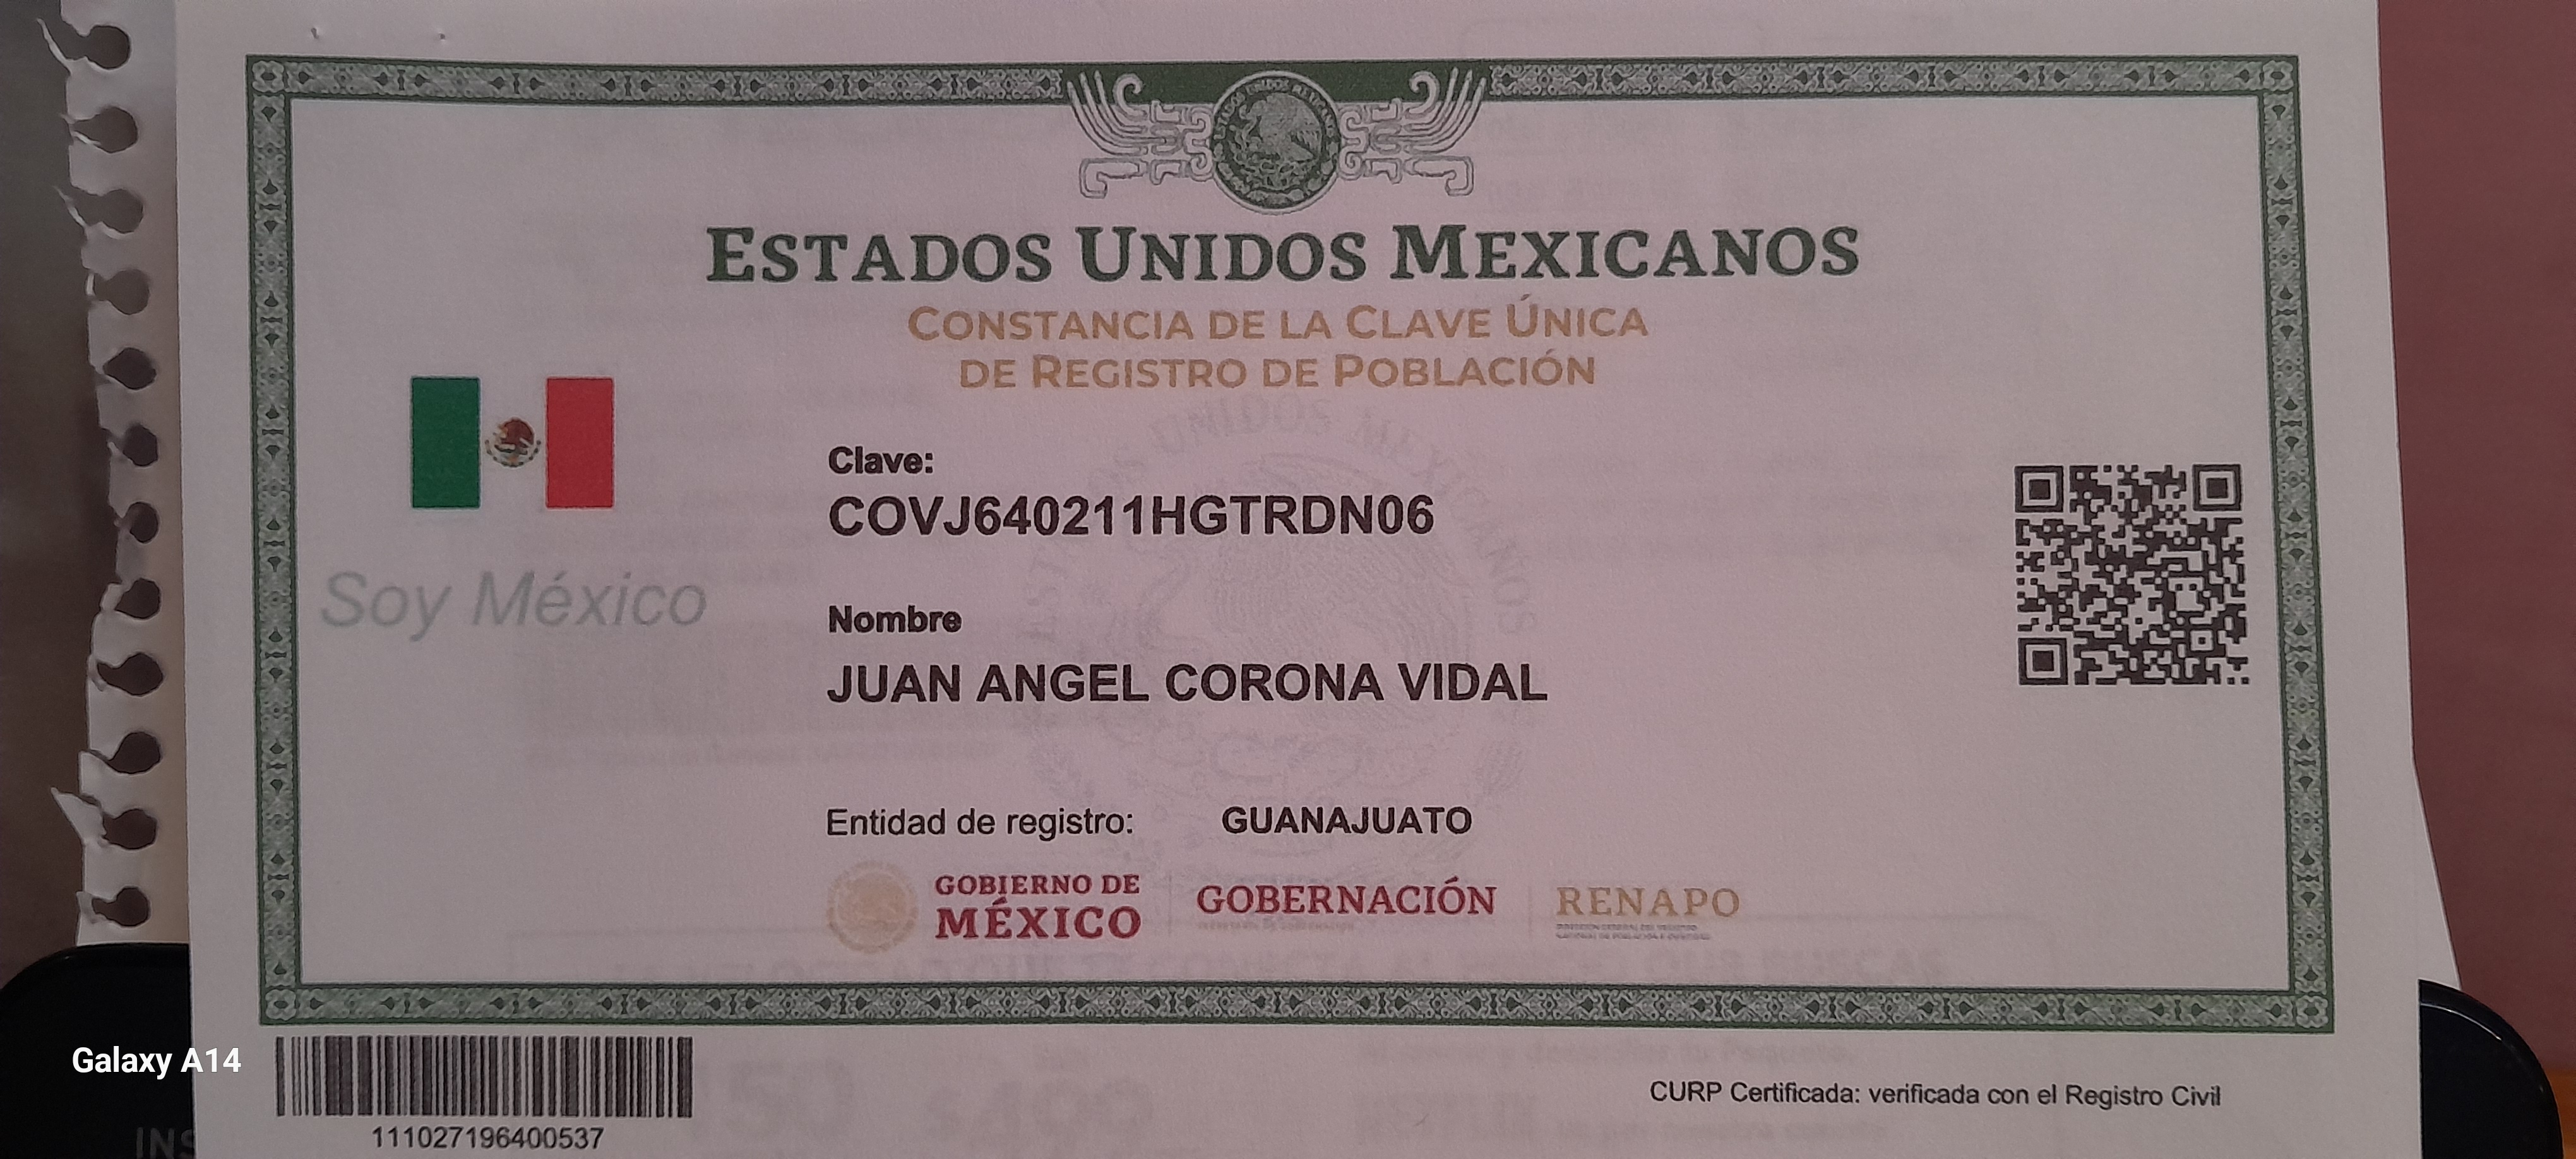 ESTADOS UNIDOS MEXICANOS
CONSTANCIA DE LA CLAVE ÚNICA
DE REGISTRO DE POBLACIÓN
Soy México
Clave:
COVJ640211HGTRDN06
Nombre
JUAN ANGEL CORONA VIDAL
Entidad de registro: GUANAJUATO
GOBIERNO DE
MÉXICO
GOBERNACIÓN
RENAPO
Galaxy A14
111027196400537
CURP Certificada: verificada con el Registro Civil
INS